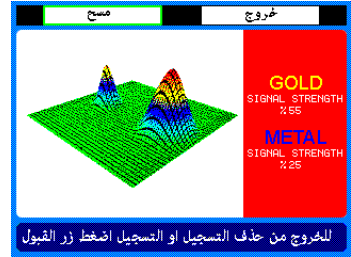 خروج مسح
GOLD
SIGNAL STRENGTH
%55
METAL
SIGNAL STRENGTH
%25
للخروج من حذف التسجيل او التسجيل اضغط زر القبول